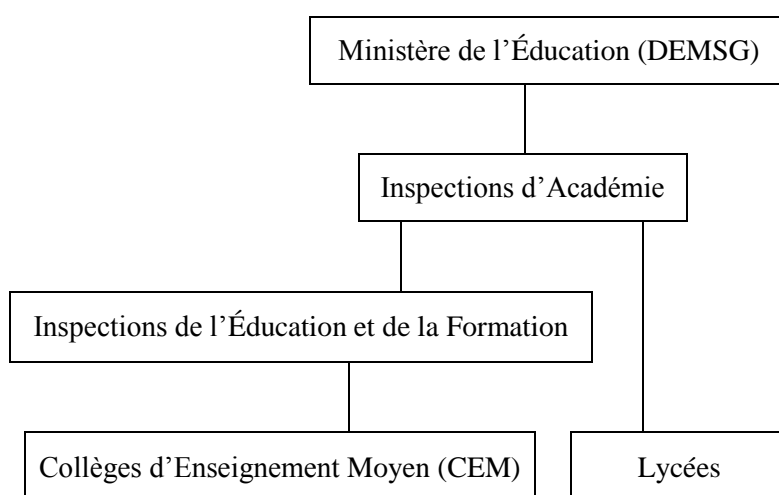 Ministère de l’Éducation (DEMSG)
Inspections d’Académie
Inspections de l’Éducation et de la Formation
Collèges d’Enseignement Moyen (CEM)
Lycées